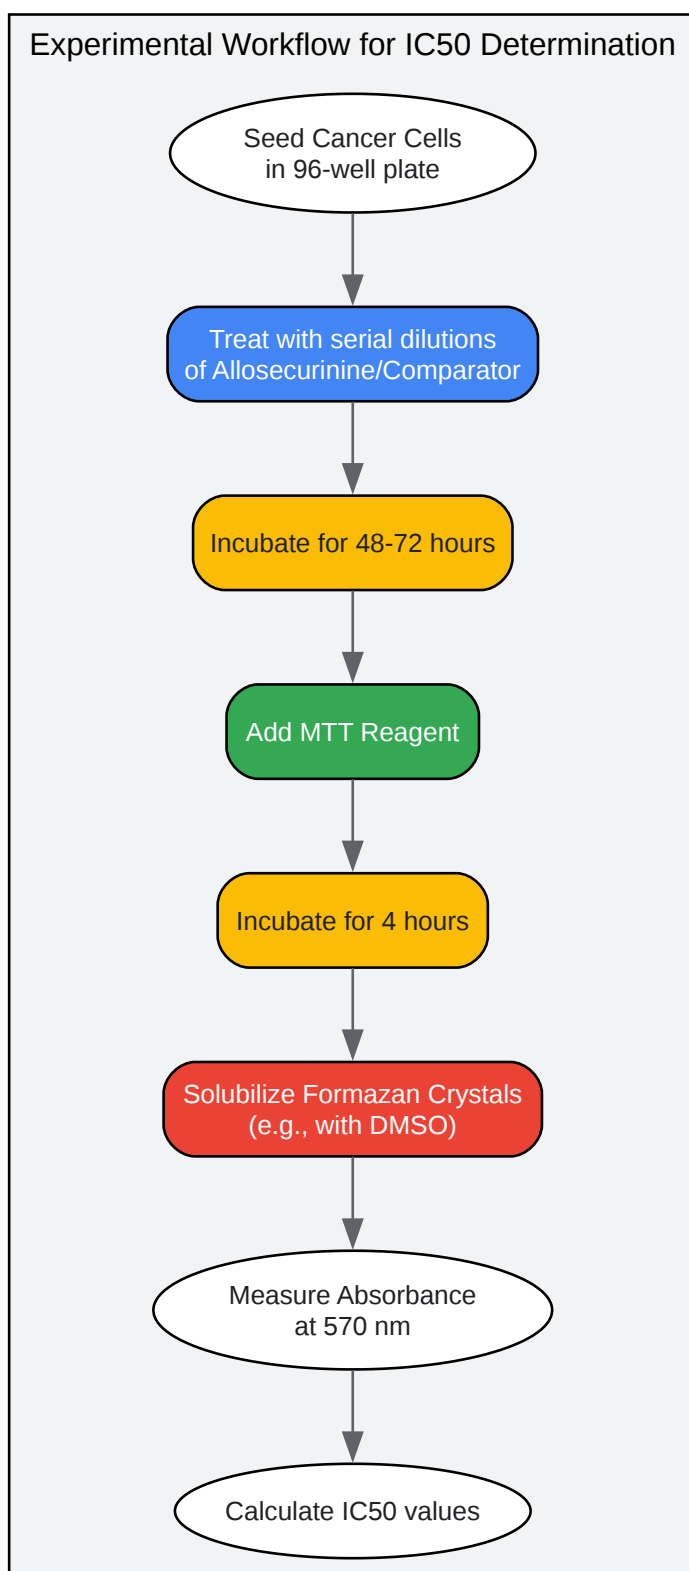 Experimental Workflow for IC50 Determination
Seed Cancer Cells
in 96-well plate
Treat with serial dilutions
of Allosecurinine/Comparator
Incubate for 48-72 hours
Add MTT Reagent
Incubate for 4 hours
Solubilize Formazan Crystals
(e.g., with DMSO)
Measure Absorbance
at 570 nm
Calculate IC50 values